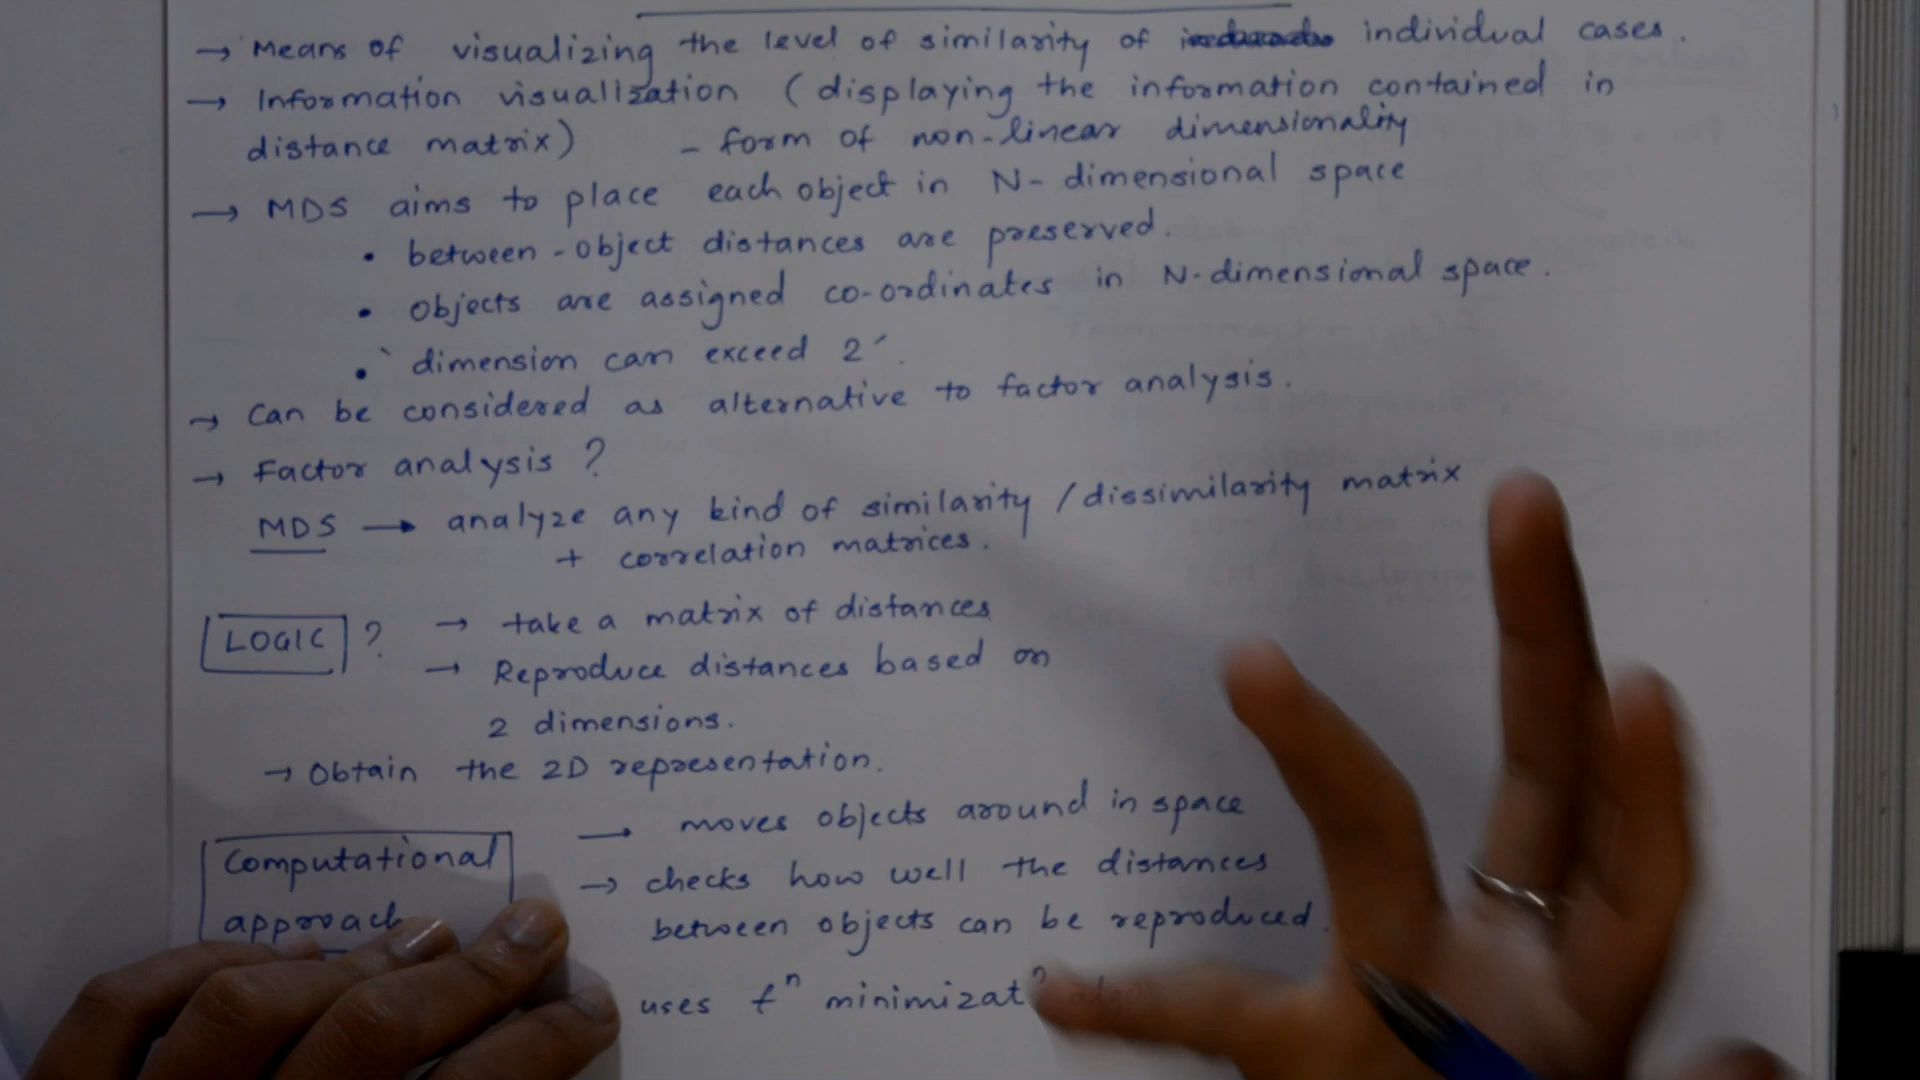 → Means of visualizing the level of similarity of individual cases.
→ Information visualization (displaying the information contained in
distance matrix) - form of non-linear dimensionality
→ MDS aims to place each object in N-dimensional space
• between-object distances are preserved.
• objects are assigned co-ordinates in N-dimensional space.
• `dimension can exceed 2´.
→ Can be considered as alternative to factor analysis.
→ Factor analysis ?
MDS → analyze any kind of similarity / dissimilarity matrix
+ correlation matrices.
LOGIC ? → take a matrix of distances
→ Reproduce distances based on
2 dimensions.
→ Obtain the 2D representation.
Computational approach
→ moves objects around in space
→ checks how well the distances
between objects can be reproduced.
uses fⁿ minimizatⁿ